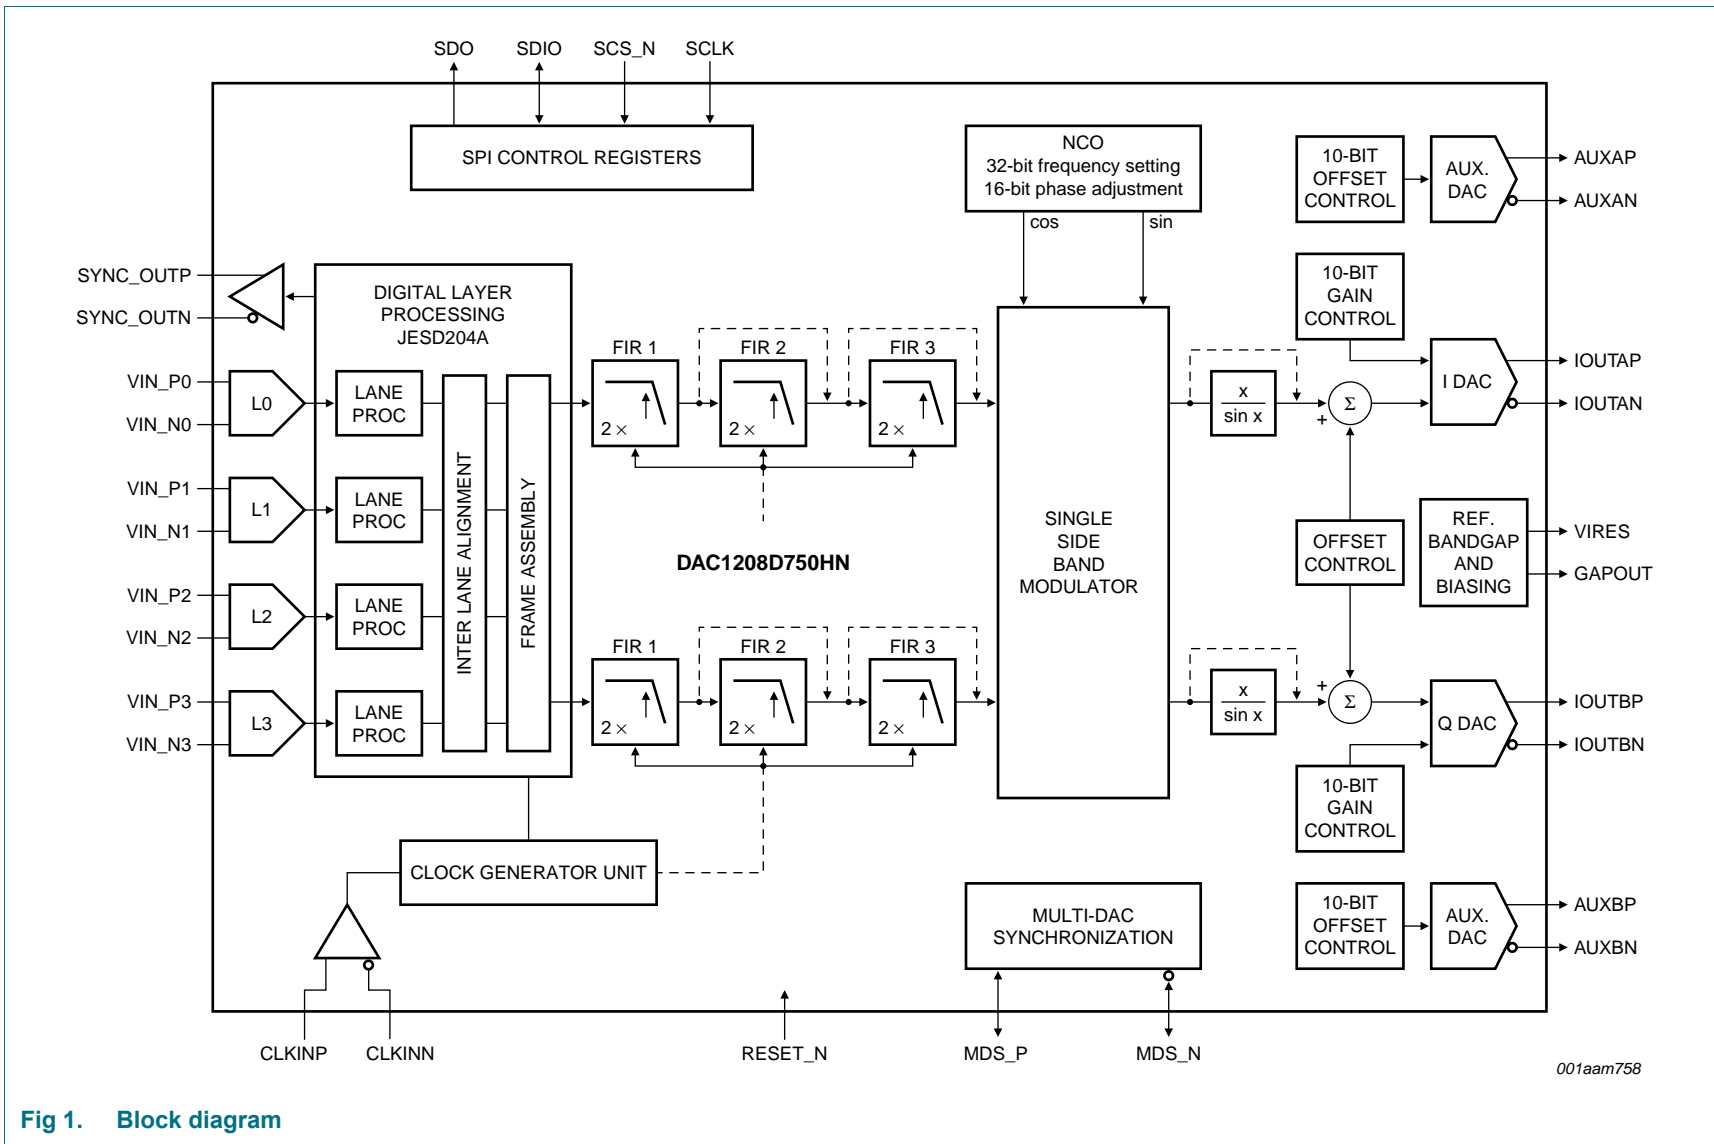 SDO SDIO SCS_N SCLK
SPI CONTROL REGISTERS
NCO
32-bit frequency setting
16-bit phase adjustment
cos sin
10-BIT
OFFSET
CONTROL
AUX.
DAC
AUXAP
AUXAN
SYNC_OUTP
SYNC_OUTN
DIGITAL LAYER
PROCESSING
JESD204A
10-BIT
GAIN
CONTROL
VIN_P0
VIN_N0
L0
LANE
PROC
FIR 1
2 ×
FIR 2
2 ×
FIR 3
2 ×
x
sin x
+
Σ
I DAC
IOUTAP
IOUTAN
VIN_P1
VIN_N1
L1
LANE
PROC
INTER LANE ALIGNMENT
FRAME ASSEMBLY
DAC1208D750HN
SINGLE
SIDE
BAND
MODULATOR
OFFSET
CONTROL
REF.
BANDGAP
AND
BIASING
VIRES
GAPOUT
VIN_P2
VIN_N2
L2
LANE
PROC
VIN_P3
VIN_N3
L3
LANE
PROC
FIR 1
2 ×
FIR 2
2 ×
FIR 3
2 ×
x
sin x
+
Σ
Q DAC
IOUTBP
IOUTBN
10-BIT
GAIN
CONTROL
CLOCK GENERATOR UNIT
MULTI-DAC
SYNCHRONIZATION
10-BIT
OFFSET
CONTROL
AUX.
DAC
AUXBP
AUXBN
CLKINP CLKINN RESET_N MDS_P MDS_N
001aam758
Fig 1. Block diagram